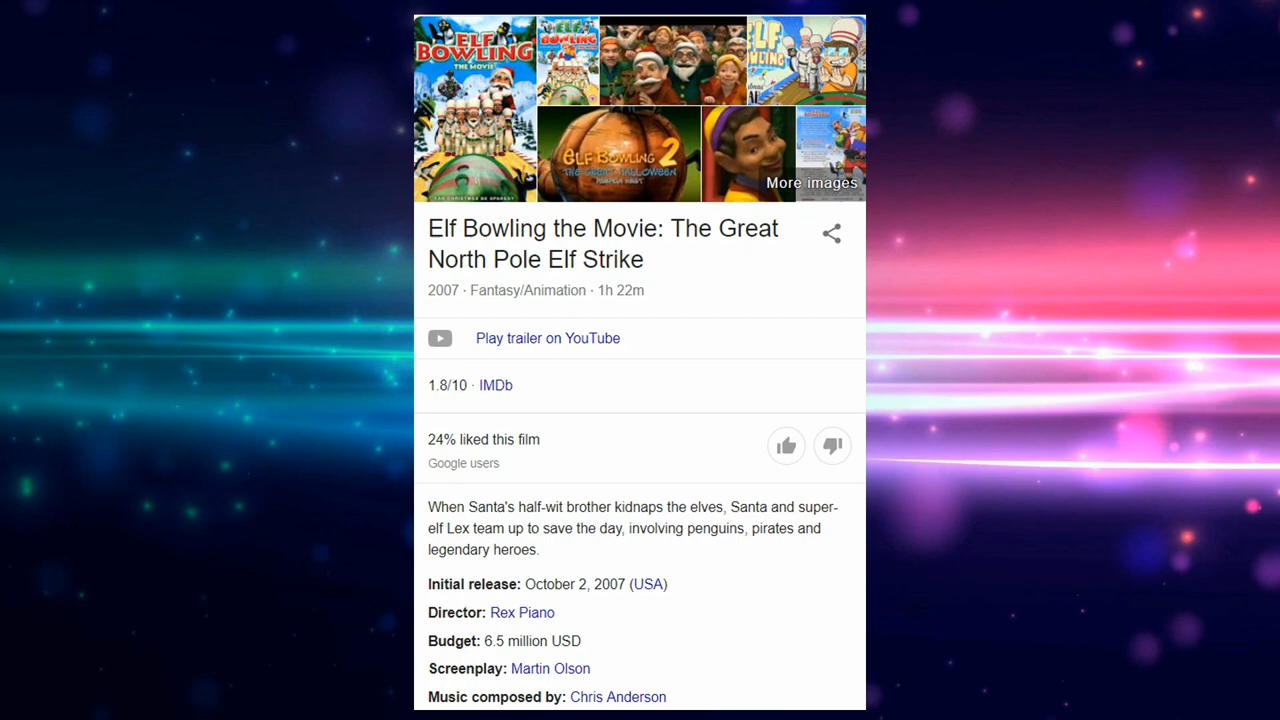 ELF
BOWLING
THE MOVIE
ELF
BOWLING
ELF BOWLING 2
THE GREAT HALLOWEEN
PUMPKIN HEIST
More images
Elf Bowling the Movie: The Great
North Pole Elf Strike
2007 · Fantasy/Animation · 1h 22m
Play trailer on YouTube
1.8/10 · IMDb
24% liked this film
Google users
When Santa's half-wit brother kidnaps the elves, Santa and super-
elf Lex team up to save the day, involving penguins, pirates and
legendary heroes.
Initial release: October 2, 2007 (USA)
Director: Rex Piano
Budget: 6.5 million USD
Screenplay: Martin Olson
Music composed by: Chris Anderson